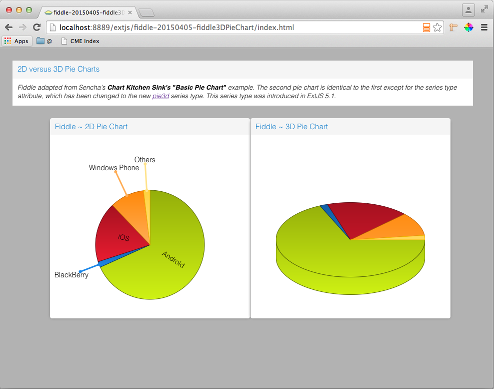 fiddle-20150405-fiddle3D
localhost:8889/extjs/fiddle-20150405-fiddle3DPieChart/index.html
Apps @ CME Index
2D versus 3D Pie Charts
Fiddle adapted from Sencha's Chart Kitchen Sink's "Basic Pie Chart" example. The second pie chart is identical to the first except for the series type
attribute, which has been changed to the new pie3d series type. This series type was introduced in ExtJS 5.1
Fiddle ~ 2D Pie Chart
Fiddle ~ 3D Pie Chart
Others
Windows Phone
iOS
Android
BlackBerry